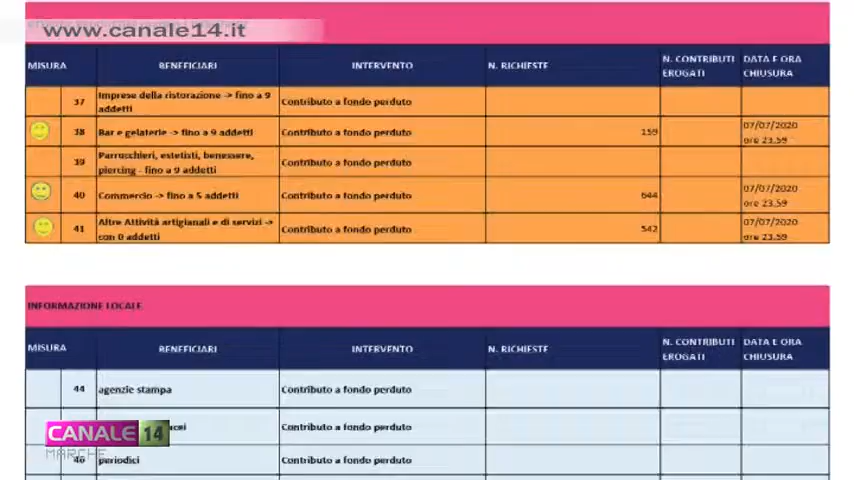 www.canale14.it
MISURA BENEFICIARI INTERVENTO N. RICHIESTE N. CONTRIBUTI EROGATI DATA E ORA CHIUSURA
37 Imprese della ristorazione -> fino a 9 addetti Contributo a fondo perduto
38 Bar e gelaterie -> fino a 9 addetti Contributo a fondo perduto 159 07/07/2020 ore 23.59
39 Parrucchieri, estetisti, benessere, piercing - fino a 9 addetti Contributo a fondo perduto
40 Commercio -> fino a 5 addetti Contributo a fondo perduto 644 07/07/2020 ore 23.59
41 Altre Attività artigianali e di servizi -> con 0 addetti Contributo a fondo perduto 542 07/07/2020 ore 23.59
INFORMAZIONE LOCALE
MISURA BENEFICIARI INTERVENTO N. RICHIESTE N. CONTRIBUTI EROGATI DATA E ORA CHIUSURA
44 agenzie stampa Contributo a fondo perduto
Contributo a fondo perduto
46 periodici Contributo a fondo perduto
CANALE 14
MARCHE